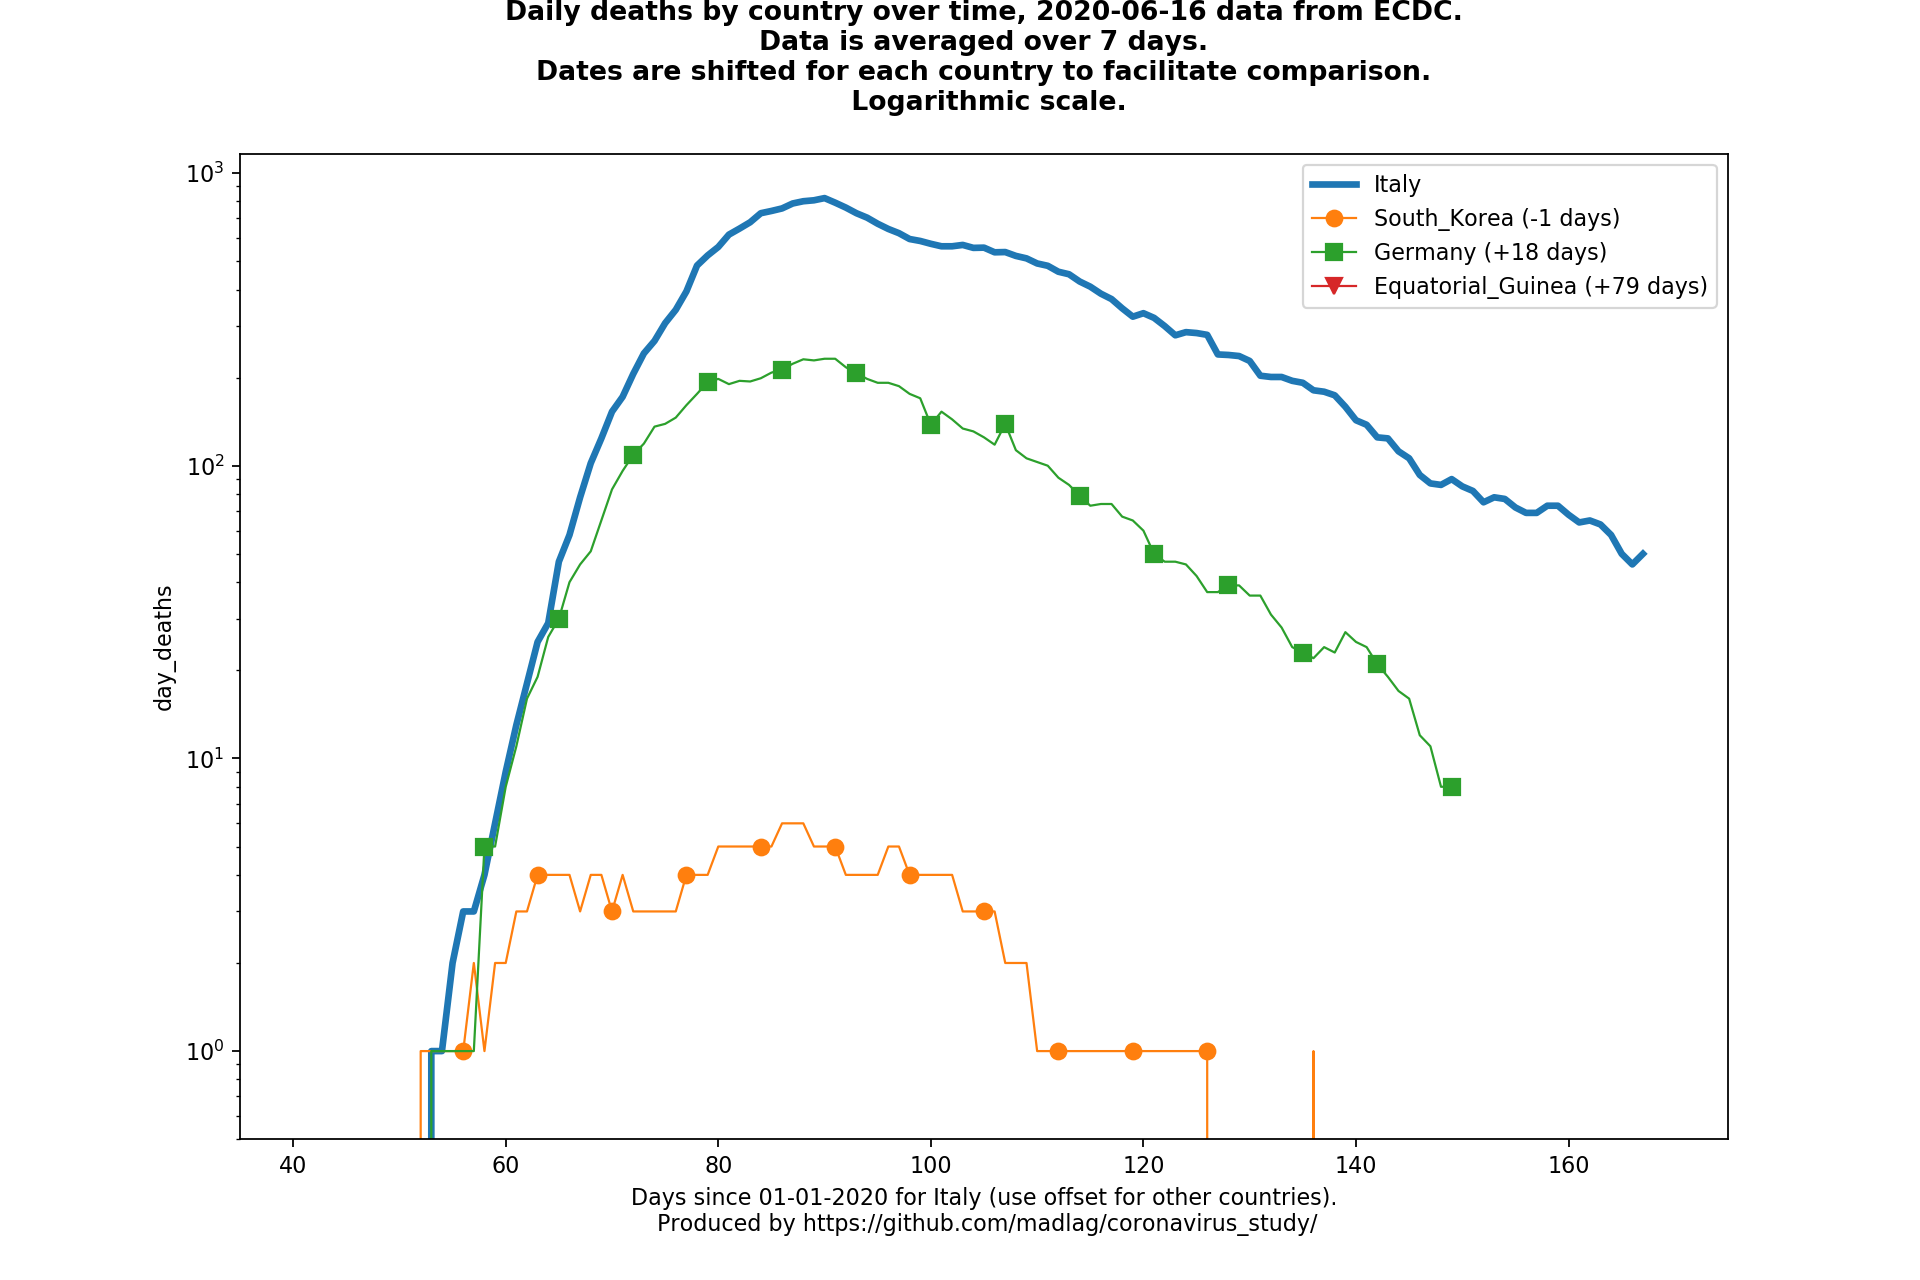 Daily deaths by country over time, 2020-06-16 data from ECDC.
Data is averaged over 7 days.
Dates are shifted for each country to facilitate comparison.
Logarithmic scale.
10³
10²
10¹
10⁰
day_deaths
Italy
South_Korea (-1 days)
Germany (+18 days)
Equatorial_Guinea (+79 days)
40 60 80 100 120 140 160
Days since 01-01-2020 for Italy (use offset for other countries).
Produced by https://github.com/madlag/coronavirus_study/